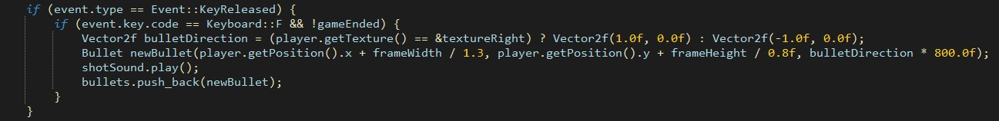 if (event.type == Event::KeyReleased) {
if (event.key.code == Keyboard::F && !gameEnded) {
Vector2f bulletDirection = (player.getTexture() == &textureRight) ? Vector2f(1.0f, 0.0f) : Vector2f(-1.0f, 0.0f);
Bullet newBullet(player.getPosition().x + frameWidth / 1.3, player.getPosition().y + frameHeight / 0.8f, bulletDirection * 800.0f);
shotSound.play();
bullets.push_back(newBullet);
}
}